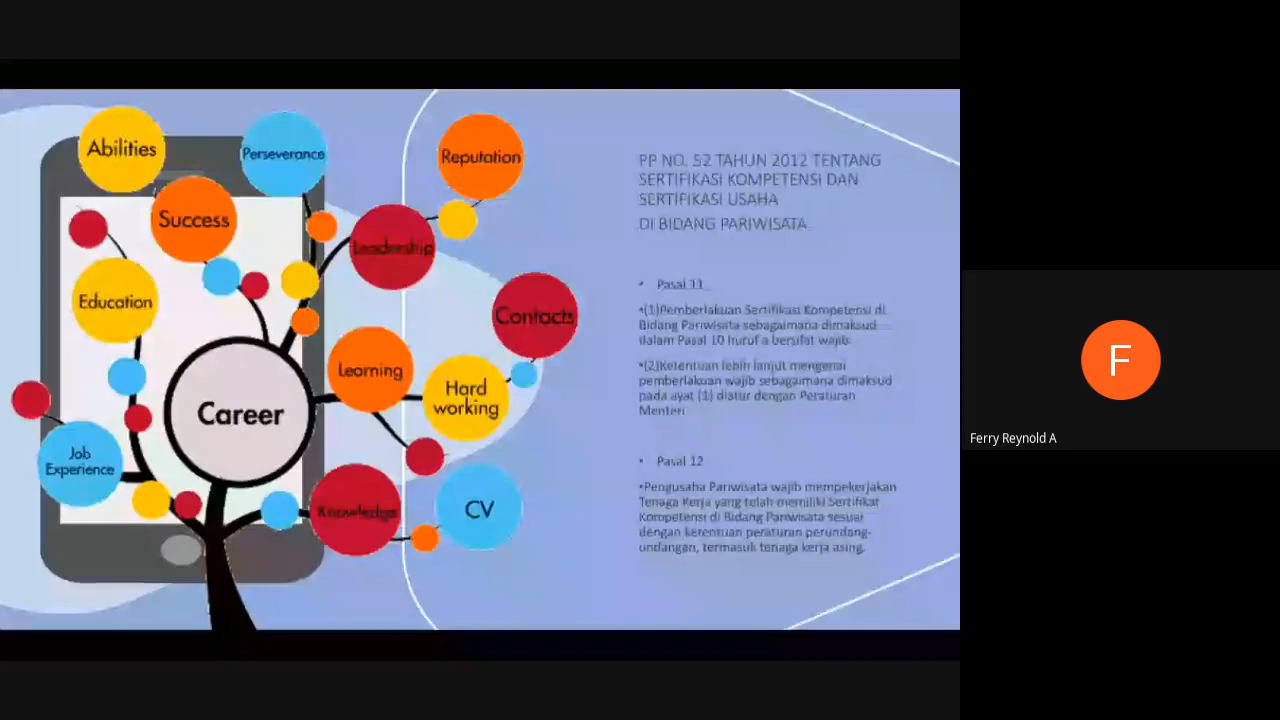 Abilities
Perseverance
Reputation
Success
Leadership
Education
Contacts
Learning
Hard
working
Career
Job
Experience
Knowledge
CV
PP NO. 52 TAHUN 2012 TENTANG
SERTIFIKASI KOMPETENSI DAN
SERTIFIKASI USAHA
DI BIDANG PARIWISATA
• Pasal 11
•(1)Pemberlakuan Sertifikasi Kompetensi di
Bidang Pariwisata sebagaimana dimaksud
dalam Pasal 10 huruf a bersifat wajib.
•(2)Ketentuan lebih lanjut mengenai
pemberlakuan wajib sebagaimana dimaksud
pada ayat (1) diatur dengan Peraturan
Menteri
• Pasal 12
•Pengusaha Pariwisata wajib mempekerjakan
Tenaga Kerja yang telah memiliki Sertifikat
Kompetensi di Bidang Pariwisata sesuai
dengan ketentuan peraturan perundang-
undangan, termasuk tenaga kerja asing.
F
Ferry Reynold A